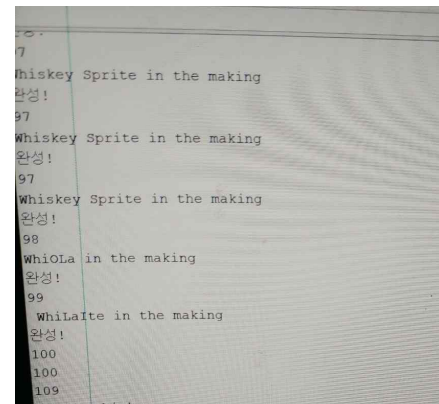 97
Whiskey Sprite in the making
완성!
97
Whiskey Sprite in the making
완성!
97
Whiskey Sprite in the making
완성!
98
WhiOLa in the making
완성!
99
WhiLaIte in the making
완성!
100
100
109